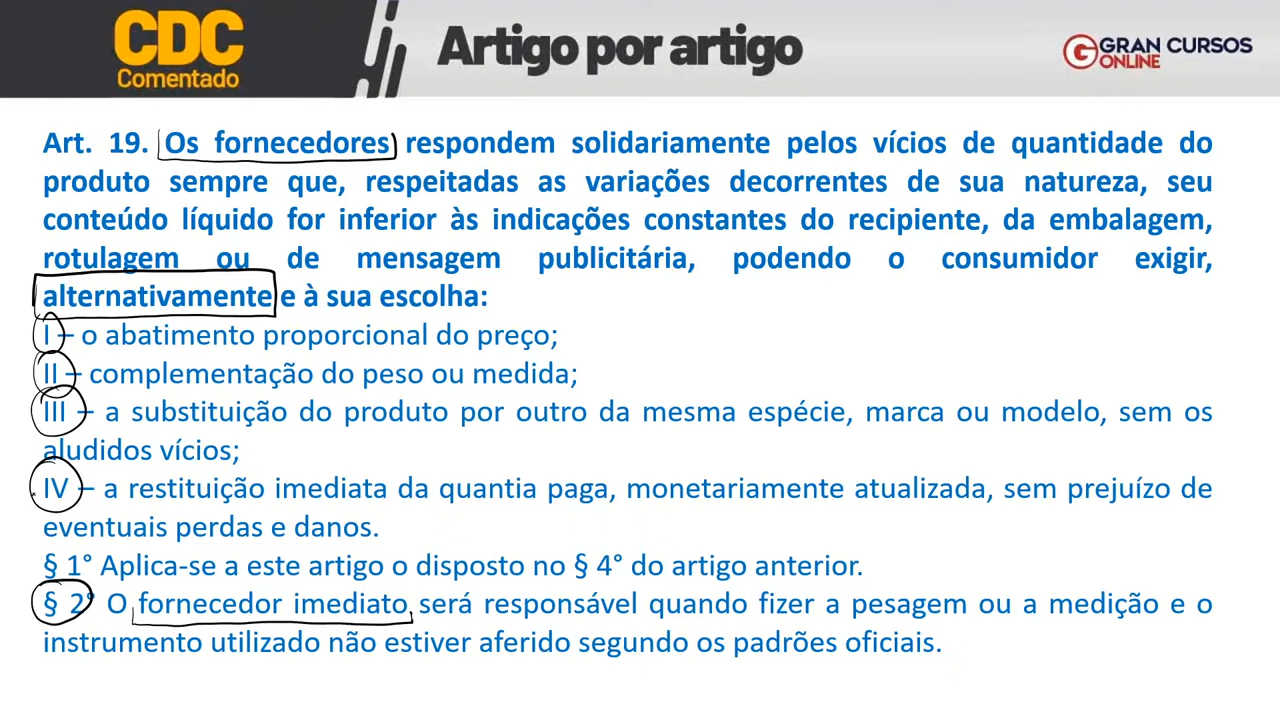 CDC
Comentado
Artigo por artigo
GRAN CURSOS
ONLINE
Art. 19. Os fornecedores respondem solidariamente pelos vícios de quantidade do
produto sempre que, respeitadas as variações decorrentes de sua natureza, seu
conteúdo líquido for inferior às indicações constantes do recipiente, da embalagem,
rotulagem ou de mensagem publicitária, podendo o consumidor exigir,
alternativamente e à sua escolha:
I – o abatimento proporcional do preço;
II – complementação do peso ou medida;
III – a substituição do produto por outro da mesma espécie, marca ou modelo, sem os
aludidos vícios;
IV – a restituição imediata da quantia paga, monetariamente atualizada, sem prejuízo de
eventuais perdas e danos.
§ 1° Aplica-se a este artigo o disposto no § 4° do artigo anterior.
§ 2° O fornecedor imediato será responsável quando fizer a pesagem ou a medição e o
instrumento utilizado não estiver aferido segundo os padrões oficiais.